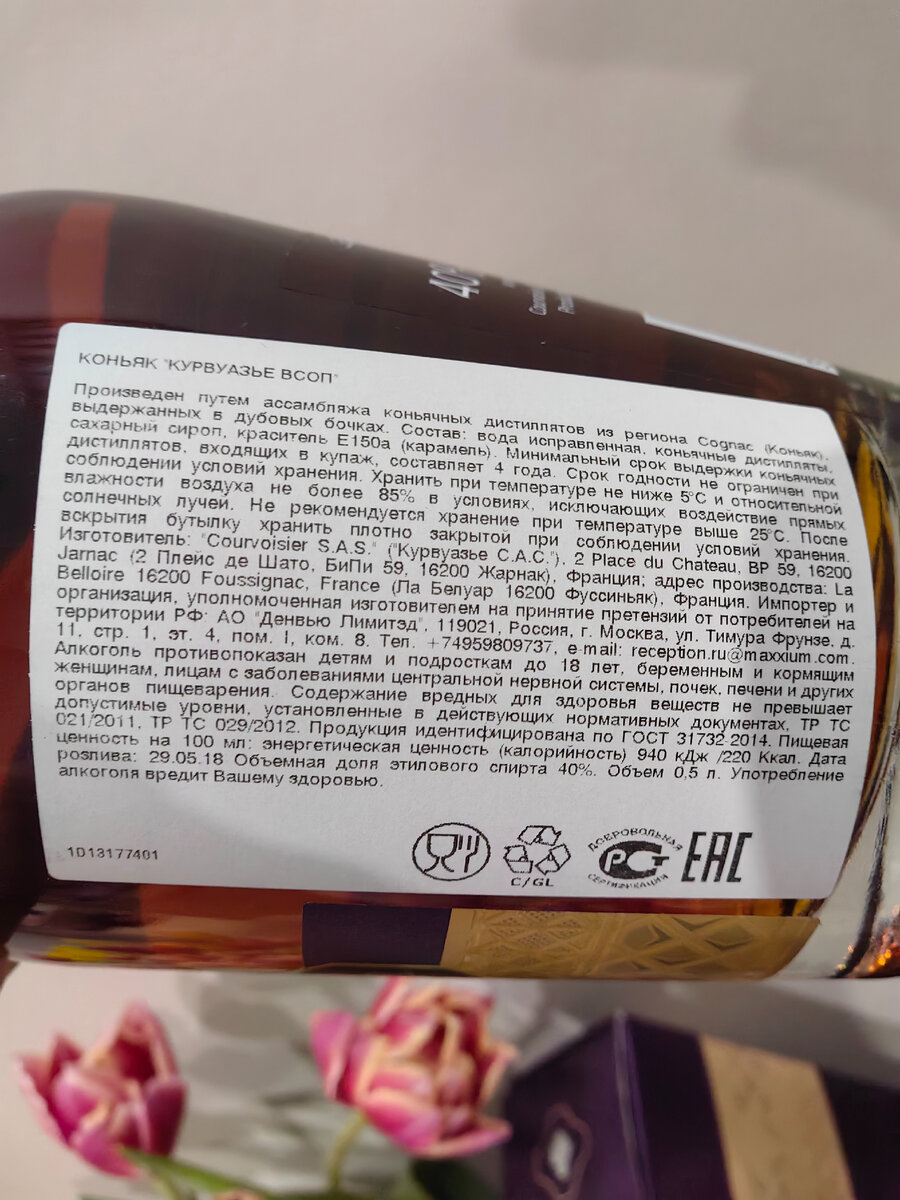 40%
КОНЬЯК "КУРВУАЗЬЕ ВСОП"
Произведен путем ассамбляжа коньячных дистиллятов из региона Cognac (Коньяк),
выдержанных в дубовых бочках. Состав: вода исправленная, коньячные дистилляты,
сахарный сироп, краситель Е150а (карамель). Минимальный срок выдержки коньячных
дистиллятов, входящих в купаж, составляет 4 года. Срок годности не ограничен при
соблюдении условий хранения. Хранить при температуре не ниже 5°С и относительной
влажности воздуха не более 85% в условиях, исключающих воздействие прямых
солнечных лучей. Не рекомендуется хранение при температуре выше 25°С. После
вскрытия бутылку хранить плотно закрытой при соблюдении условий хранения.
Изготовитель: "Courvoisier S.A.S." ("Курвуазье С.А.С."), 2 Place du Chateau, BP 59, 16200
Jarnac (2 Плейс де Шато, БиПи 59, 16200 Жарнак), Франция; адрес производства: La
Belloire 16200 Foussignac, France (Ла Белуар 16200 Фуссиньяк), Франция. Импортер и
организация, уполномоченная изготовителем на принятие претензий от потребителей на
территории РФ: АО "Денвью Лимитэд", 119021, Россия, г. Москва, ул. Тимура Фрунзе, д.
11, стр. 1, эт. 4, пом. I, ком. 8. Тел. +74959809737, e-mail: reception.ru@maxxium.com.
Алкоголь противопоказан детям и подросткам до 18 лет, беременным и кормящим
женщинам, лицам с заболеваниями центральной нервной системы, почек, печени и других
органов пищеварения. Содержание вредных для здоровья веществ не превышает
допустимые уровни, установленные в действующих нормативных документах, ТР ТС
021/2011, ТР ТС 029/2012. Продукция идентифицирована по ГОСТ 31732-2014. Пищевая
ценность на 100 мл: энергетическая ценность (калорийность) 940 кДж /220 Ккал. Дата
розлива: 29.05.18 Объемная доля этилового спирта 40%. Объем 0,5 л. Употребление
алкоголя вредит Вашему здоровью.
1D13177401
C/GL
ДОБРОВОЛЬНАЯ
РСТ
СЕРТИФИКАЦИЯ
EAC